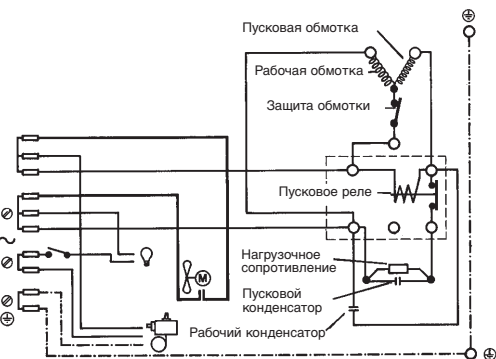 Пусковая обмотка
Рабочая обмотка
Защита обмотки
Пусковое реле
M
Нагрузочное
сопротивление
Пусковой
конденсатор
Рабочий конденсатор